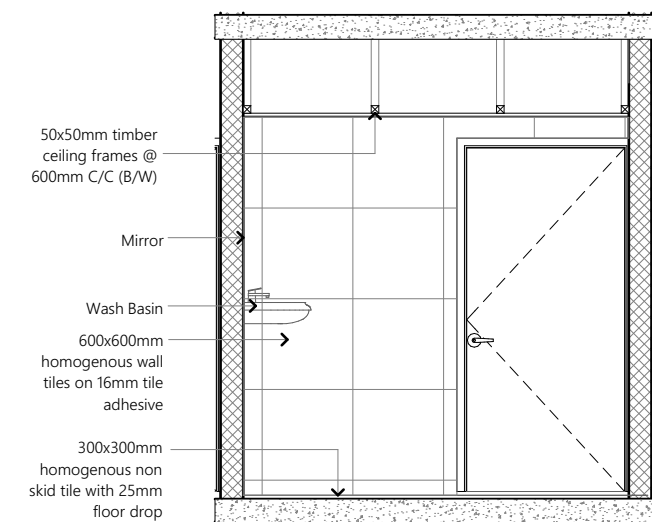 50x50mm timber
ceiling frames @
600mm C/C (B/W)
Mirror
Wash Basin
600x600mm
homogenous wall
tiles on 16mm tile
adhesive
300x300mm
homogenous non
skid tile with 25mm
floor drop